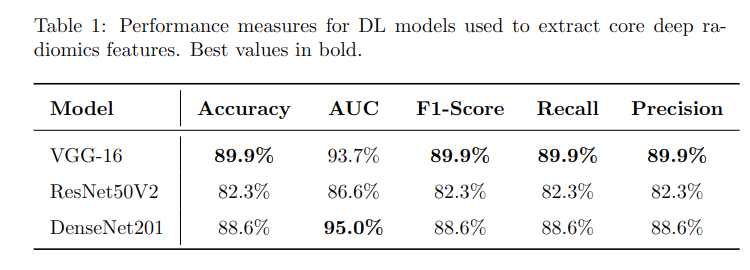 Table 1: Performance measures for DL models used to extract core deep ra-
diomics features. Best values in bold.
Model Accuracy AUC F1-Score Recall Precision
VGG-16 89.9% 93.7% 89.9% 89.9% 89.9%
ResNet50V2 82.3% 86.6% 82.3% 82.3% 82.3%
DenseNet201 88.6% 95.0% 88.6% 88.6% 88.6%